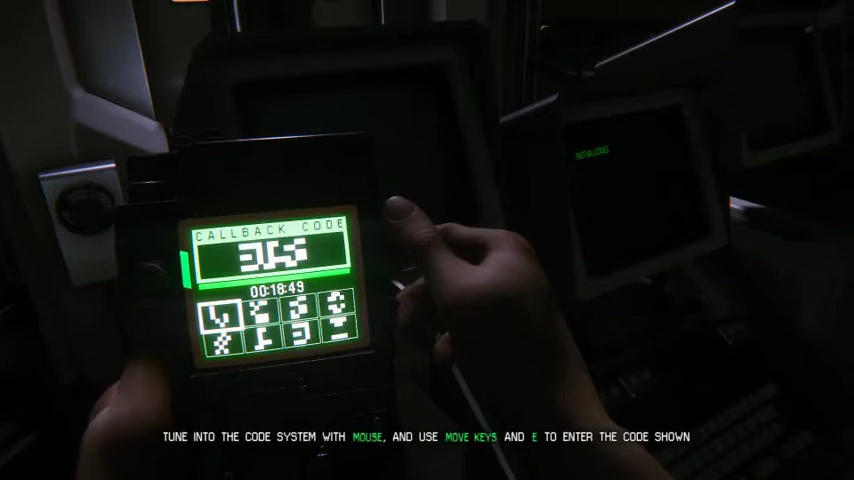 INITIALIZING
CALLBACK CODE
00:18:49
TUNE INTO THE CODE SYSTEM WITH MOUSE, AND USE MOVE KEYS AND E TO ENTER THE CODE SHOWN